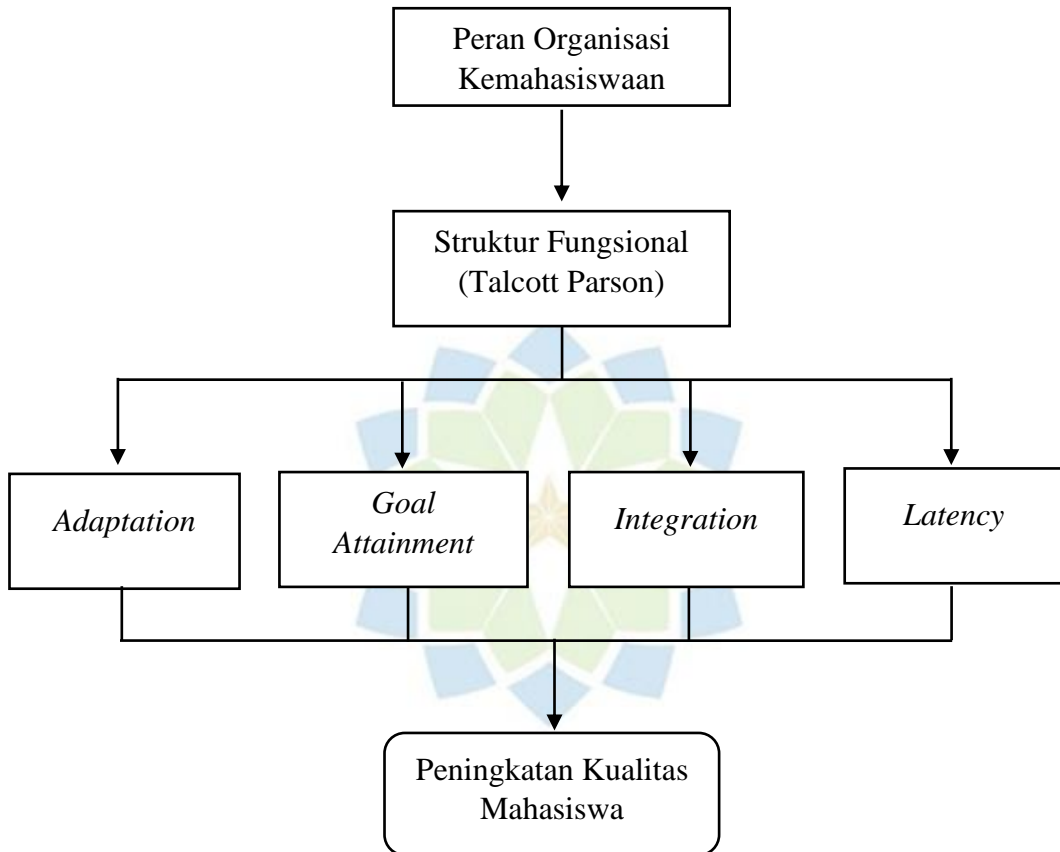 Peran Organisasi
Kemahasiswaan
Struktur Fungsional
(Talcott Parson)
Adaptation
Goal
Attainment
Integration
Latency
Peningkatan Kualitas
Mahasiswa